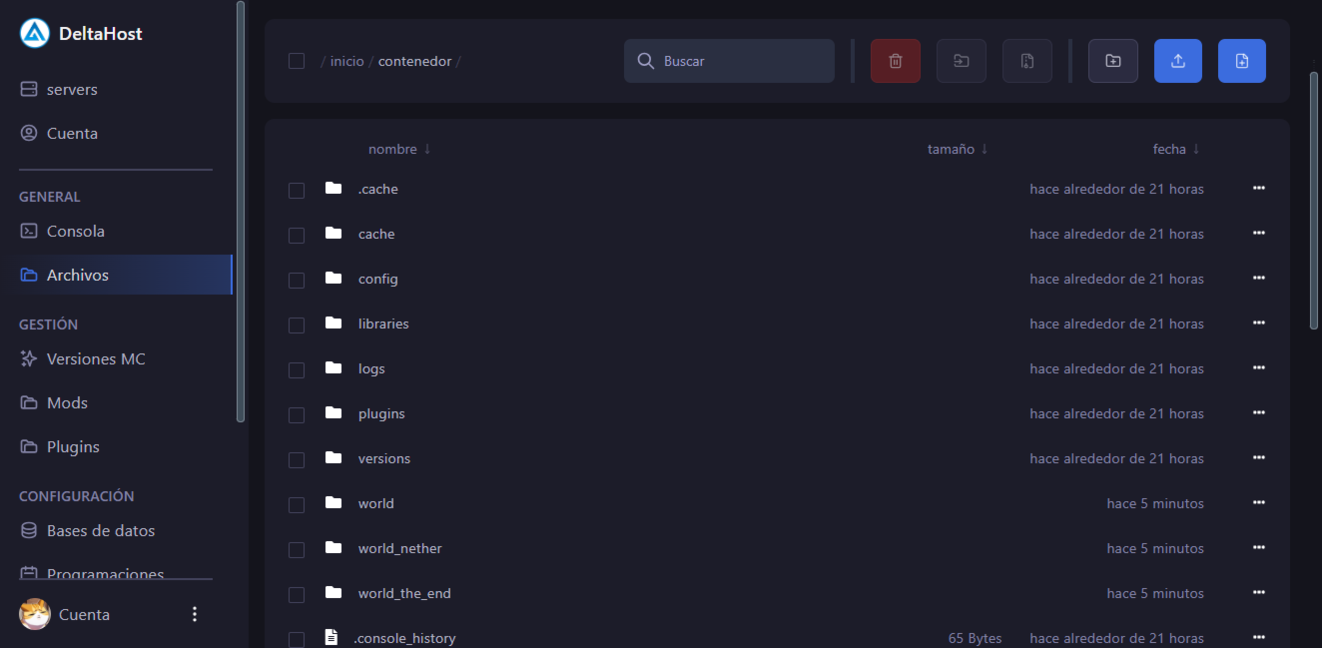 DeltaHost
servers
Cuenta
GENERAL
Consola
Archivos
GESTIÓN
Versiones MC
Mods
Plugins
CONFIGURACIÓN
Bases de datos
Programaciones
Cuenta
/ inicio / contenedor /
Buscar
nombre ↓ tamaño ↓ fecha ↓
.cache hace alrededor de 21 horas
cache hace alrededor de 21 horas
config hace alrededor de 21 horas
libraries hace alrededor de 21 horas
logs hace alrededor de 21 horas
plugins hace alrededor de 21 horas
versions hace alrededor de 21 horas
world hace 5 minutos
world_nether hace 5 minutos
world_the_end hace 5 minutos
.console_history 65 Bytes hace alrededor de 21 horas